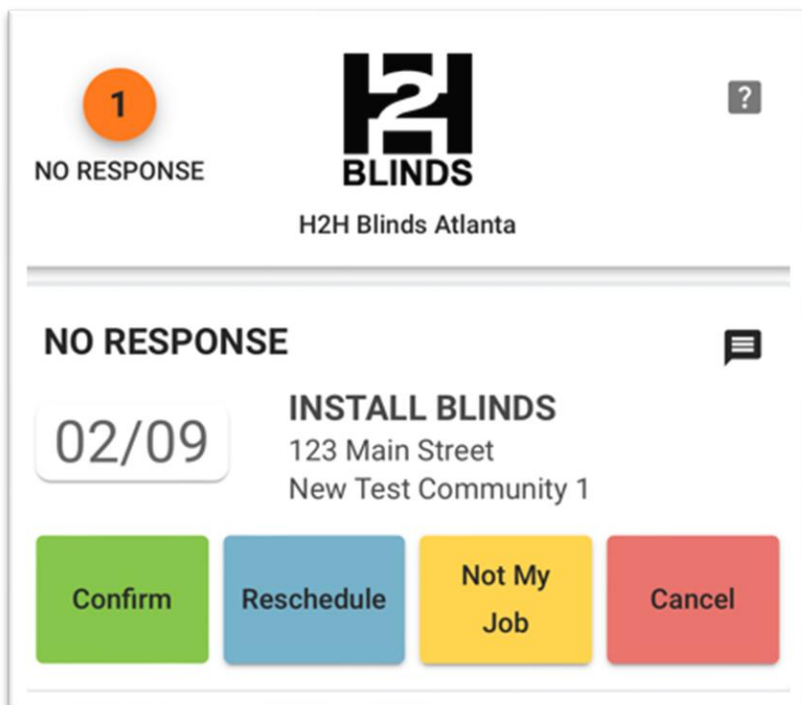 1
NO RESPONSE
H2H
BLINDS
H2H Blinds Atlanta
?
NO RESPONSE
02/09
INSTALL BLINDS
123 Main Street
New Test Community 1
Confirm
Reschedule
Not My
Job
Cancel